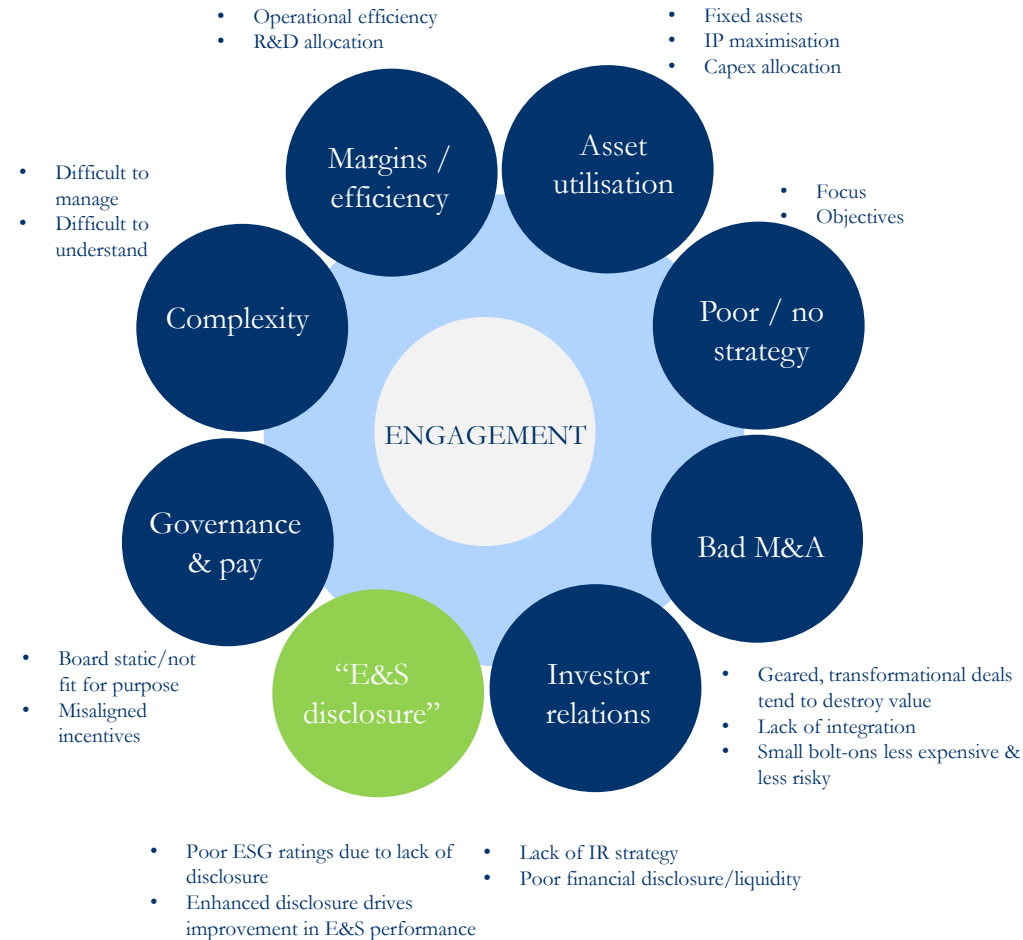 • Operational efficiency
• R&D allocation
• Fixed assets
• IP maximisation
• Capex allocation
Margins /
efficiency
Asset
utilisation
• Difficult to
manage
• Difficult to
understand
• Focus
• Objectives
Complexity
Poor / no
strategy
ENGAGEMENT
Governance
& pay
Bad M&A
• Board static/not
fit for purpose
• Misaligned
incentives
“E&S
disclosure”
Investor
relations
• Geared, transformational deals
tend to destroy value
• Lack of integration
• Small bolt-ons less expensive &
less risky
• Poor ESG ratings due to lack of
disclosure
• Enhanced disclosure drives
improvement in E&S performance
• Lack of IR strategy
• Poor financial disclosure/liquidity